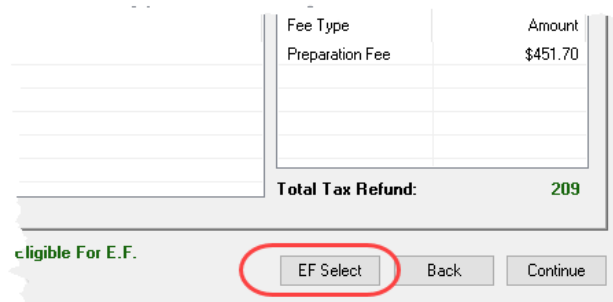 Fee Type Amount
Preparation Fee $451.70
Total Tax Refund: 209
Eligible For E.F.
EF Select Back Continue